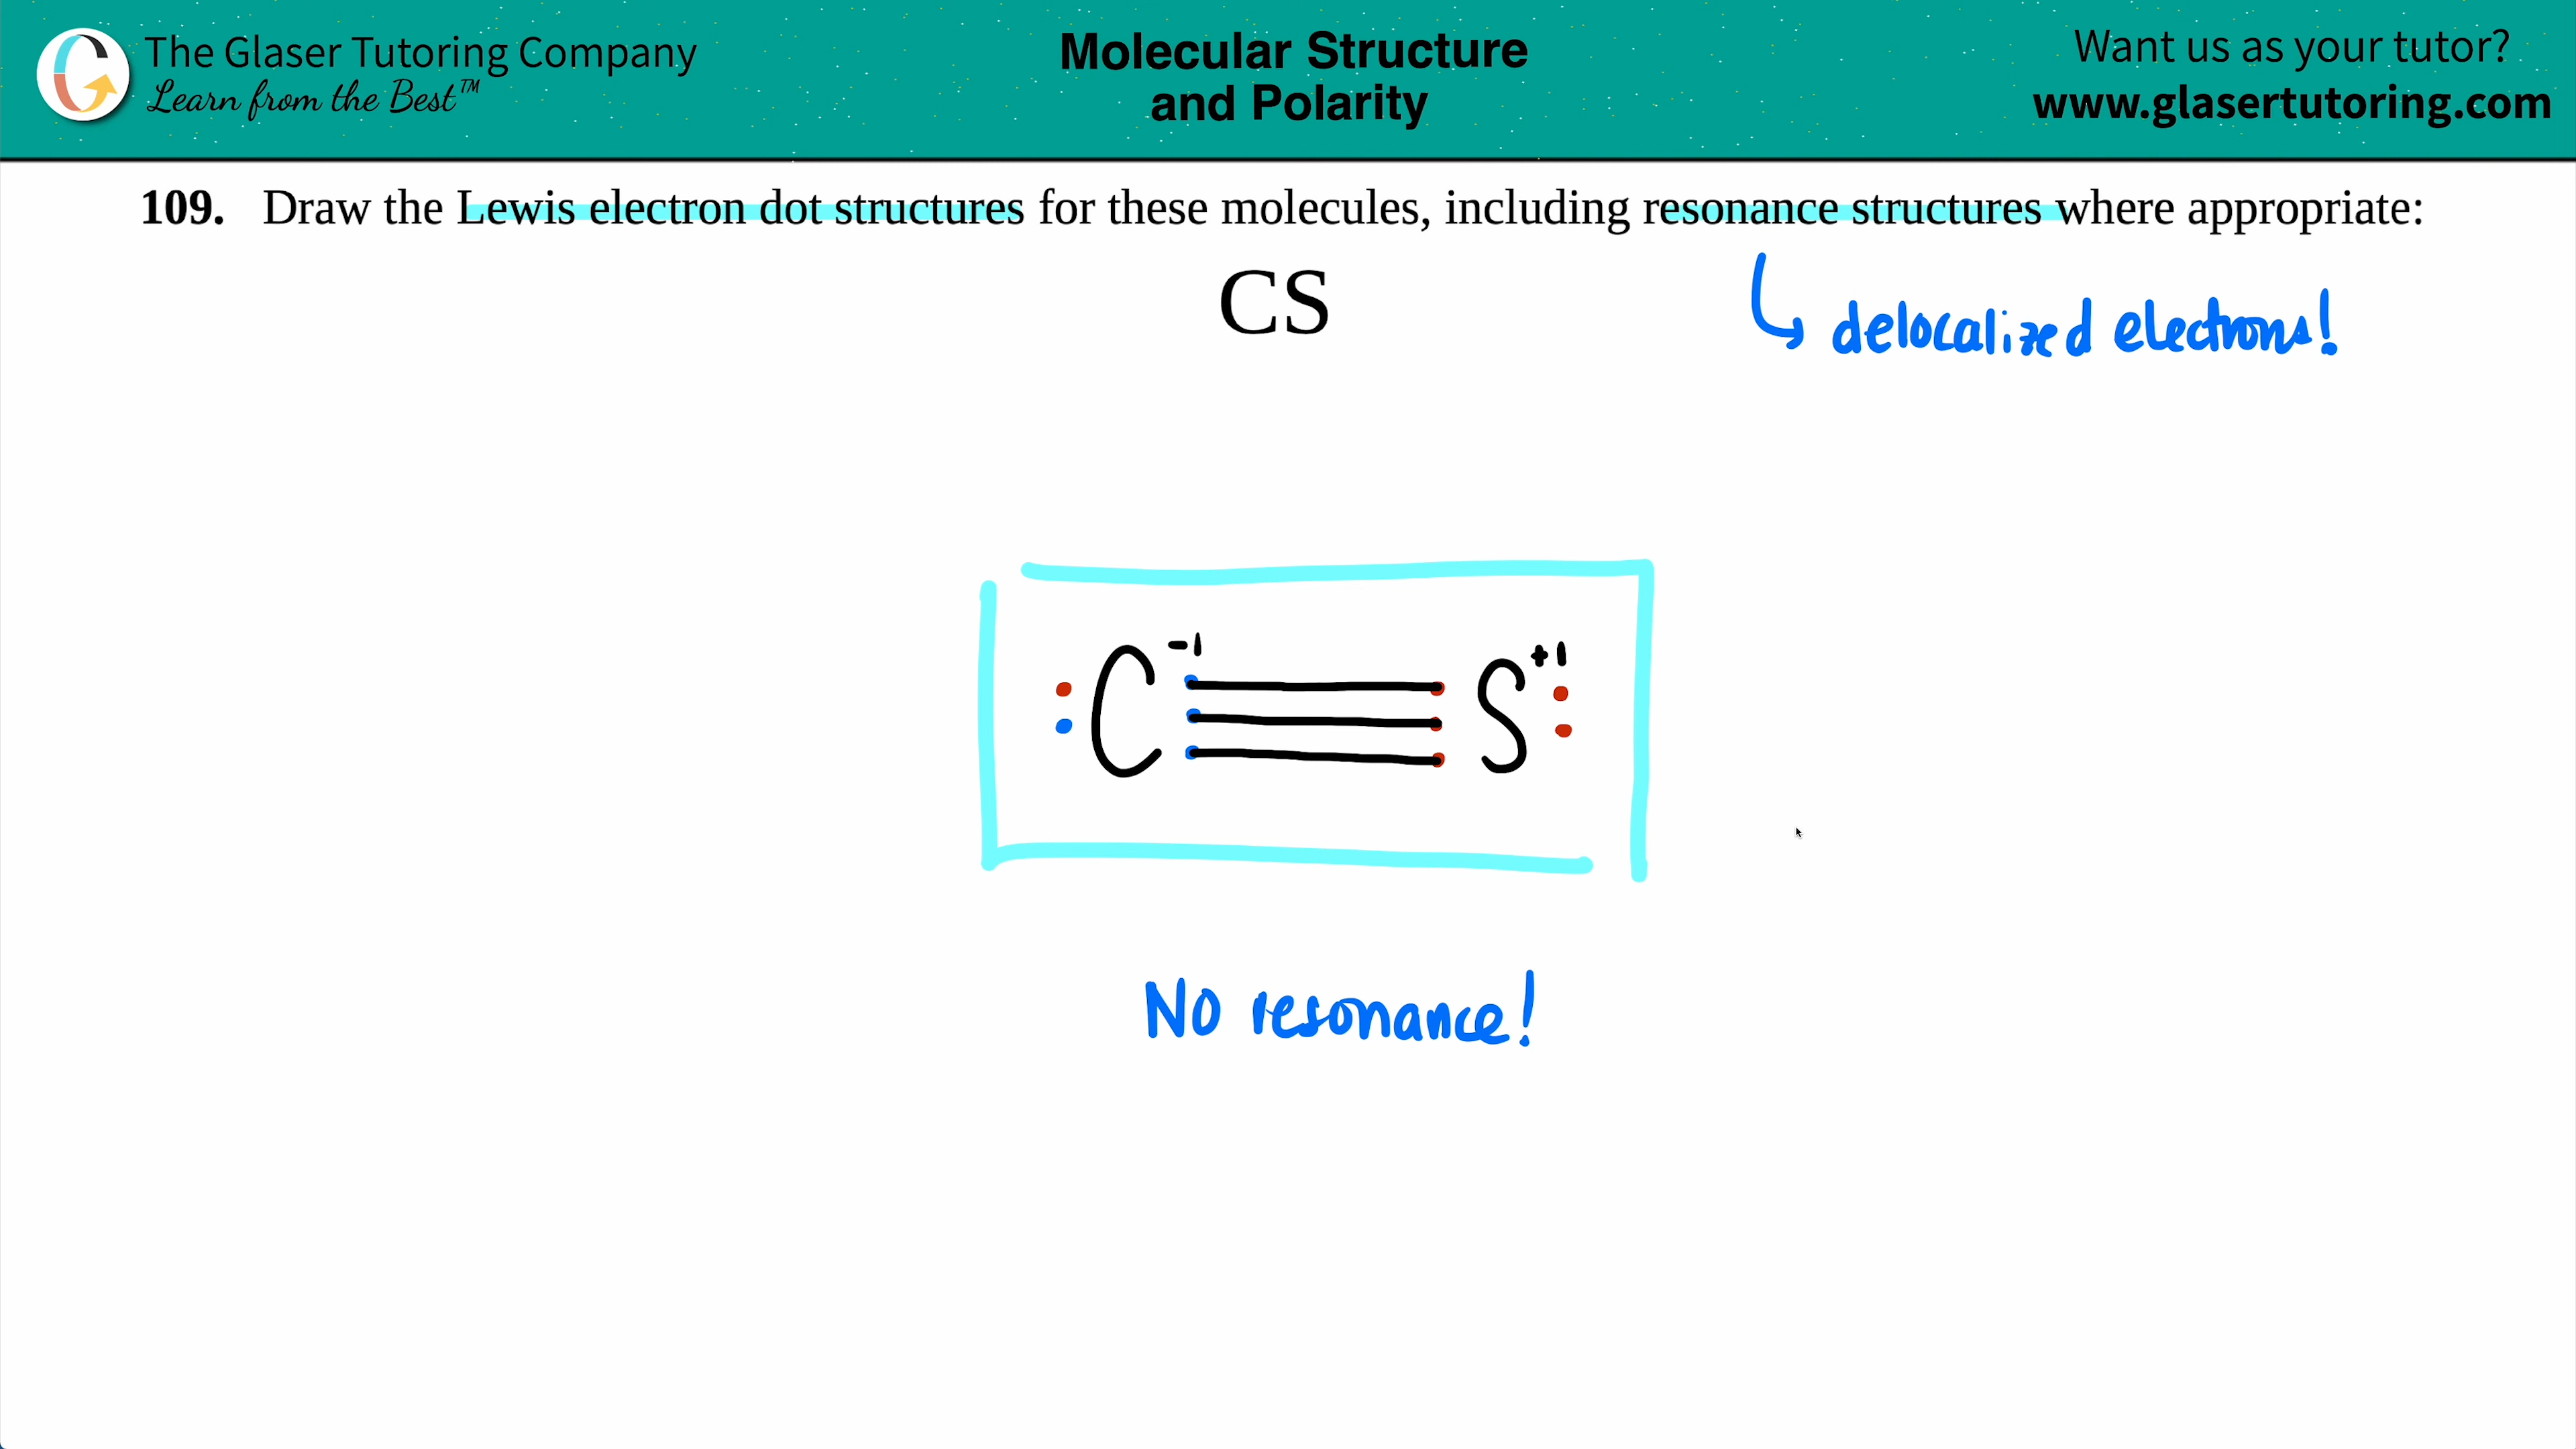 The Glaser Tutoring Company
Learn from the Best™
Molecular Structure
and Polarity
Want us as your tutor?
www.glasertutoring.com
109. Draw the Lewis electron dot structures for these molecules, including resonance structures where appropriate:
CS
delocalized electrons!
:C-1≡S+1:
No resonance!